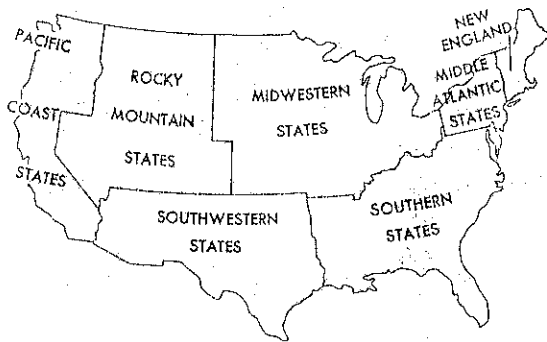 PACIFIC
COAST
STATES
ROCKY
MOUNTAIN
STATES
MIDWESTERN
STATES
NEW
ENGLAND
MIDDLE
ATLANTIC
STATES
SOUTHWESTERN
STATES
SOUTHERN
STATES